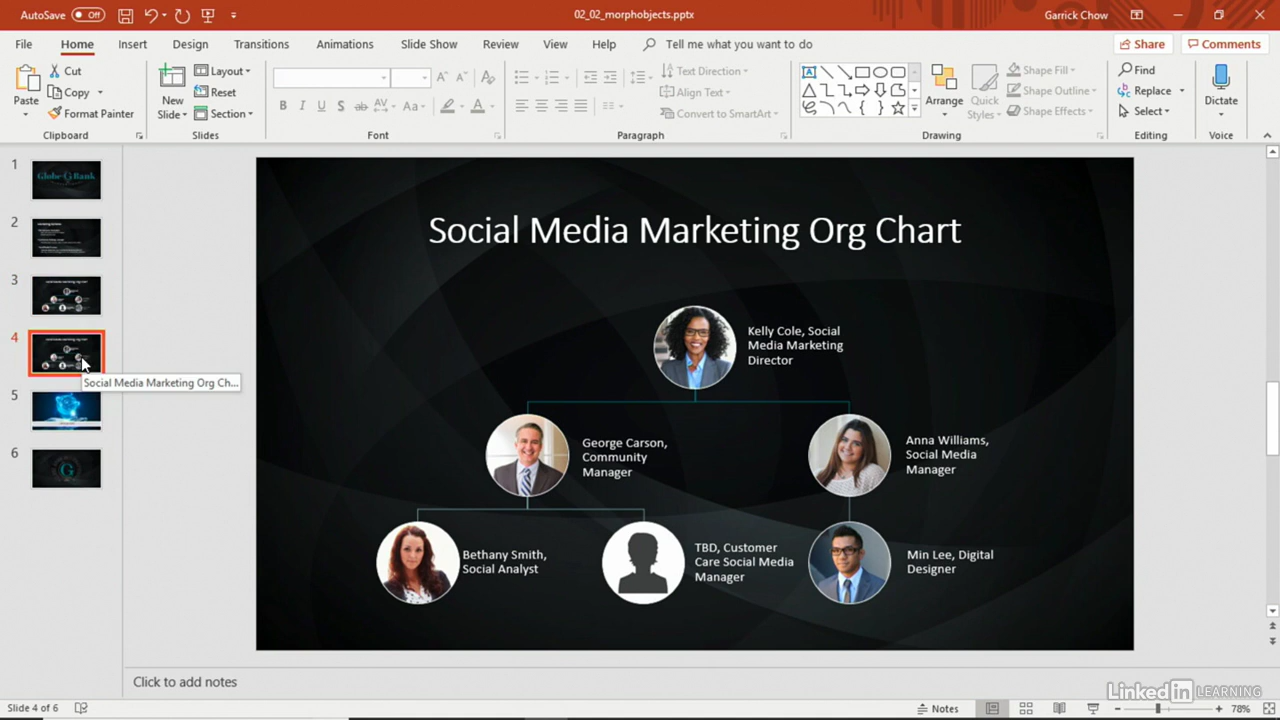 AutoSave Off
02_02_morphobjects.pptx
Garrick Chow
File Home Insert Design Transitions Animations Slide Show Review View Help Tell me what you want to do
Share Comments
Paste
Cut
Copy
Format Painter
Clipboard
New
Slide
Layout
Reset
Section
Slides
B I U S ab AV Aa A
Font
Text Direction
Align Text
Convert to SmartArt
Paragraph
Arrange
Quick
Styles
Shape Fill
Shape Outline
Shape Effects
Drawing
Find
Replace
Select
Editing
Dictate
Voice
1
Globe Bank
2
3
4
Social Media Marketing Org Ch...
5
6
Social Media Marketing Org Chart
Kelly Cole, Social
Media Marketing
Director
George Carson,
Community
Manager
Anna Williams,
Social Media
Manager
Bethany Smith,
Social Analyst
TBD, Customer
Care Social Media
Manager
Min Lee, Digital
Designer
Click to add notes
Linked in LEARNING
Slide 4 of 6
Notes
78%